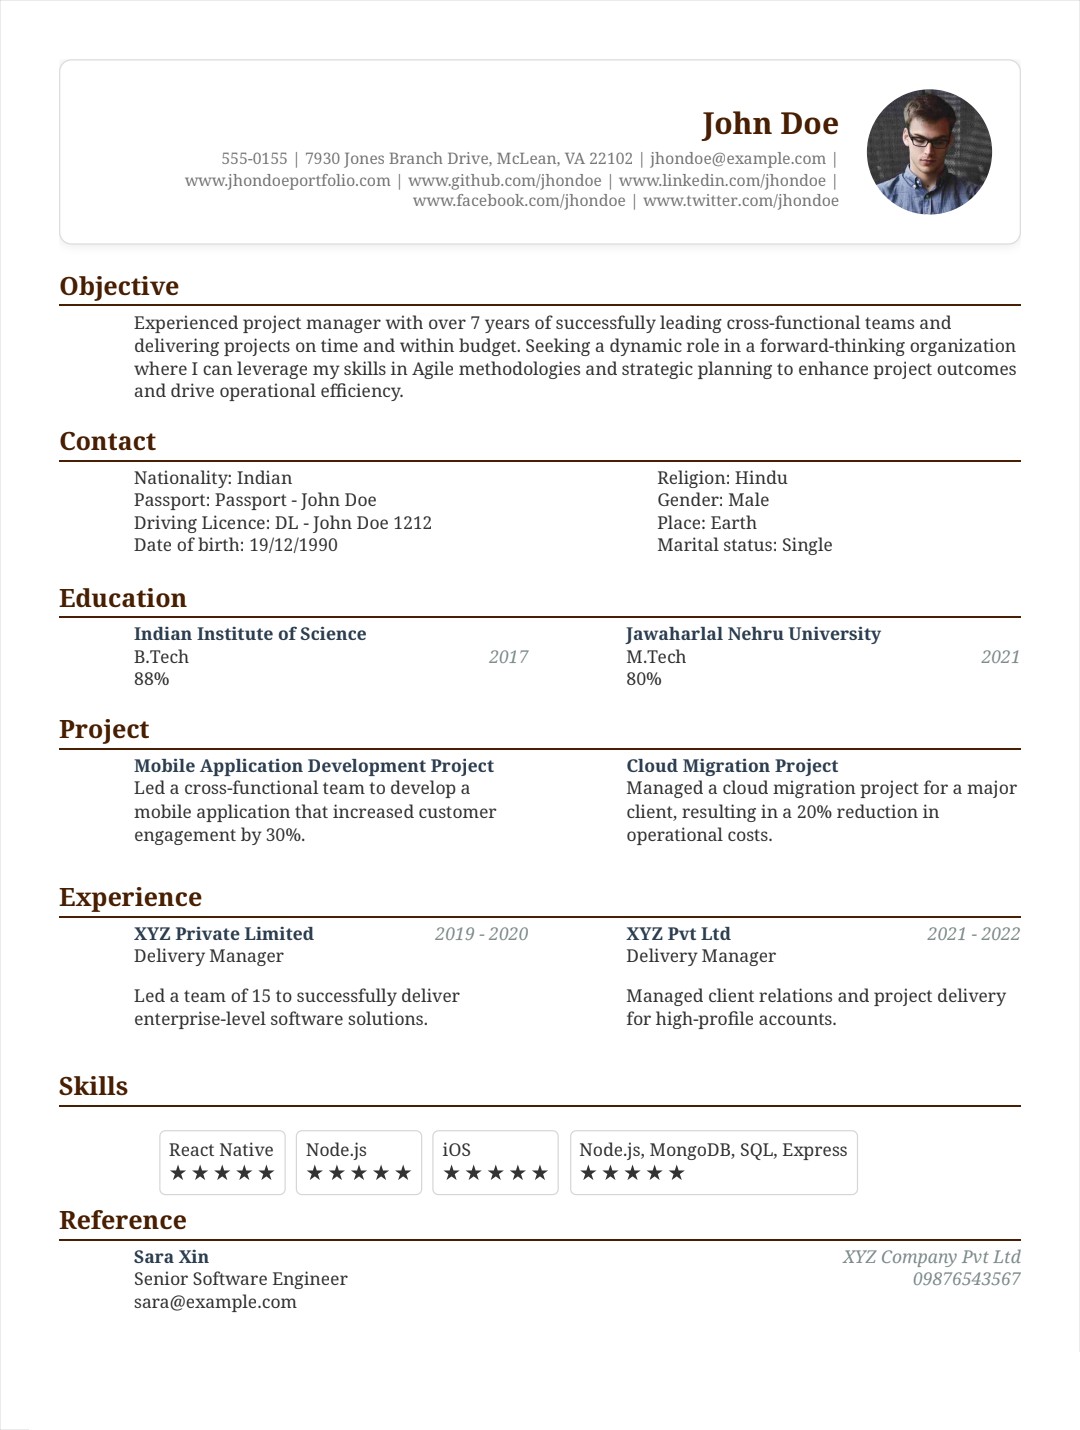 John Doe
555-0155 | 7930 Jones Branch Drive, McLean, VA 22102 | jhondoe@example.com |
www.jhondoeportfolio.com | www.github.com/jhondoe | www.linkedin.com/jhondoe |
www.facebook.com/jhondoe | www.twitter.com/jhondoe
Objective
Experienced project manager with over 7 years of successfully leading cross-functional teams and
delivering projects on time and within budget. Seeking a dynamic role in a forward-thinking organization
where I can leverage my skills in Agile methodologies and strategic planning to enhance project outcomes
and drive operational efficiency.
Contact
Nationality: Indian
Passport: Passport - John Doe
Driving Licence: DL - John Doe 1212
Date of birth: 19/12/1990
Religion: Hindu
Gender: Male
Place: Earth
Marital status: Single
Education
Indian Institute of Science
B.Tech 2017
88%
Jawaharlal Nehru University
M.Tech 2021
80%
Project
Mobile Application Development Project
Led a cross-functional team to develop a
mobile application that increased customer
engagement by 30%.
Cloud Migration Project
Managed a cloud migration project for a major
client, resulting in a 20% reduction in
operational costs.
Experience
XYZ Private Limited 2019 - 2020
Delivery Manager
Led a team of 15 to successfully deliver
enterprise-level software solutions.
XYZ Pvt Ltd 2021 - 2022
Delivery Manager
Managed client relations and project delivery
for high-profile accounts.
Skills
React Native
★ ★ ★ ★ ★
Node.js
★ ★ ★ ★ ★
iOS
★ ★ ★ ★ ★
Node.js, MongoDB, SQL, Express
★ ★ ★ ★ ★
Reference
Sara Xin XYZ Company Pvt Ltd
Senior Software Engineer 09876543567
sara@example.com